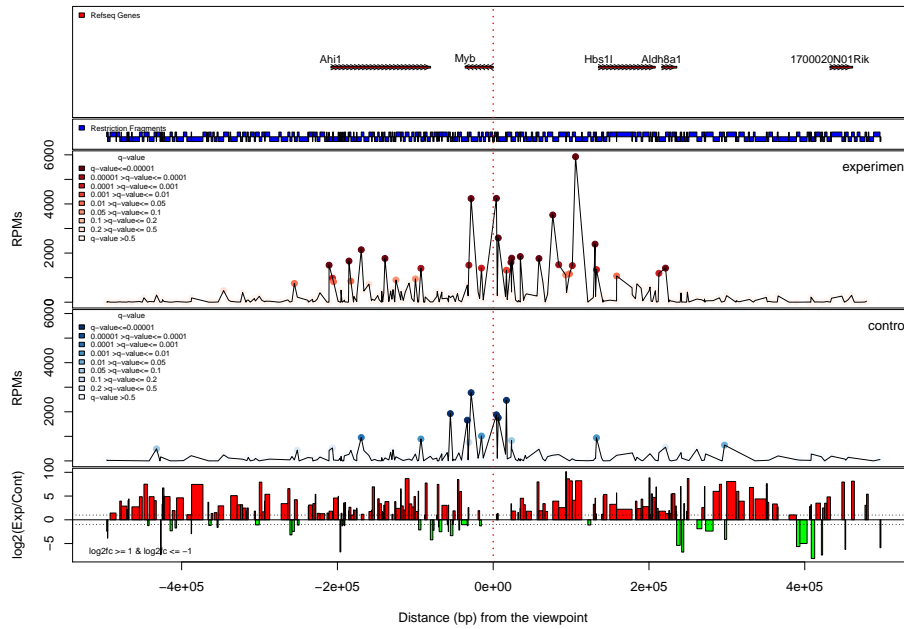 Refseq Genes
Ahi1
Myb
Hbs1l
Aldh8a1
1700020N01Rik
Restriction Fragments
6000
4000
2000
0
RPMs
q-value
q-value<=0.00001
0.00001 >q-value<= 0.0001
0.0001 >q-value<= 0.001
0.001 >q-value<= 0.01
0.01 >q-value<= 0.05
0.05 >q-value<= 0.1
0.1 >q-value<= 0.2
0.2 >q-value<= 0.5
q-value >0.5
experimen
6000
4000
2000
0
RPMs
q-value
q-value<=0.00001
0.00001 >q-value<= 0.0001
0.0001 >q-value<= 0.001
0.001 >q-value<= 0.01
0.01 >q-value<= 0.05
0.05 >q-value<= 0.1
0.1 >q-value<= 0.2
0.2 >q-value<= 0.5
q-value >0.5
contro
10
5
0
−5
log2(Exp/Cont)
log2fc >= 1 & log2fc <= −1
−4e+05 −2e+05 0e+00 2e+05 4e+05
Distance (bp) from the viewpoint